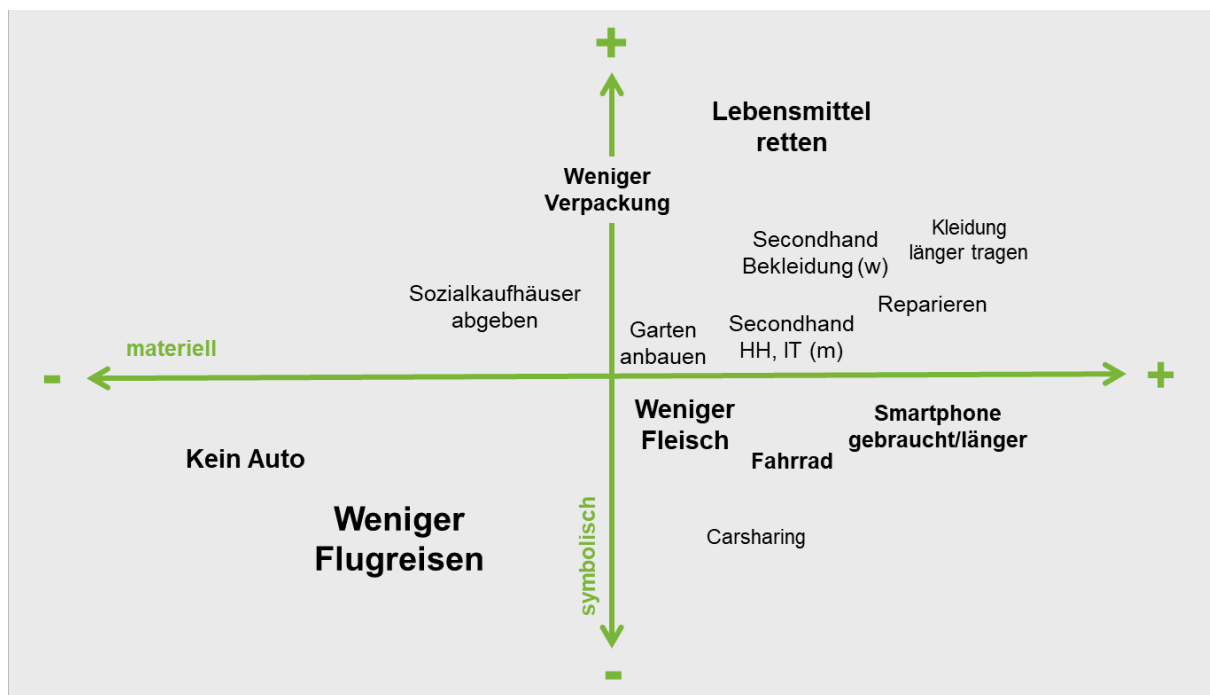 +
Lebensmittel
retten
Weniger
Verpackung
Kleidung
länger tragen
Secondhand
Bekleidung (w)
Sozialkaufhäuser
abgeben
Reparieren
Garten
anbauen
Secondhand
HH, IT (m)
materiell
-
+
Weniger
Fleisch
Smartphone
gebraucht/länger
Kein Auto
Fahrrad
Weniger
Flugreisen
symbolisch
Carsharing
-